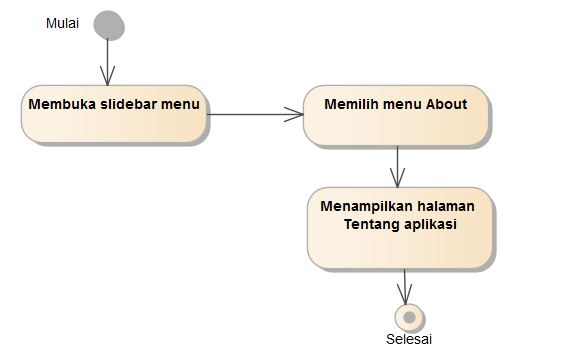 Mulai
Membuka slidebar menu
Memilih menu About
Menampilkan halaman
Tentang aplikasi
Selesai